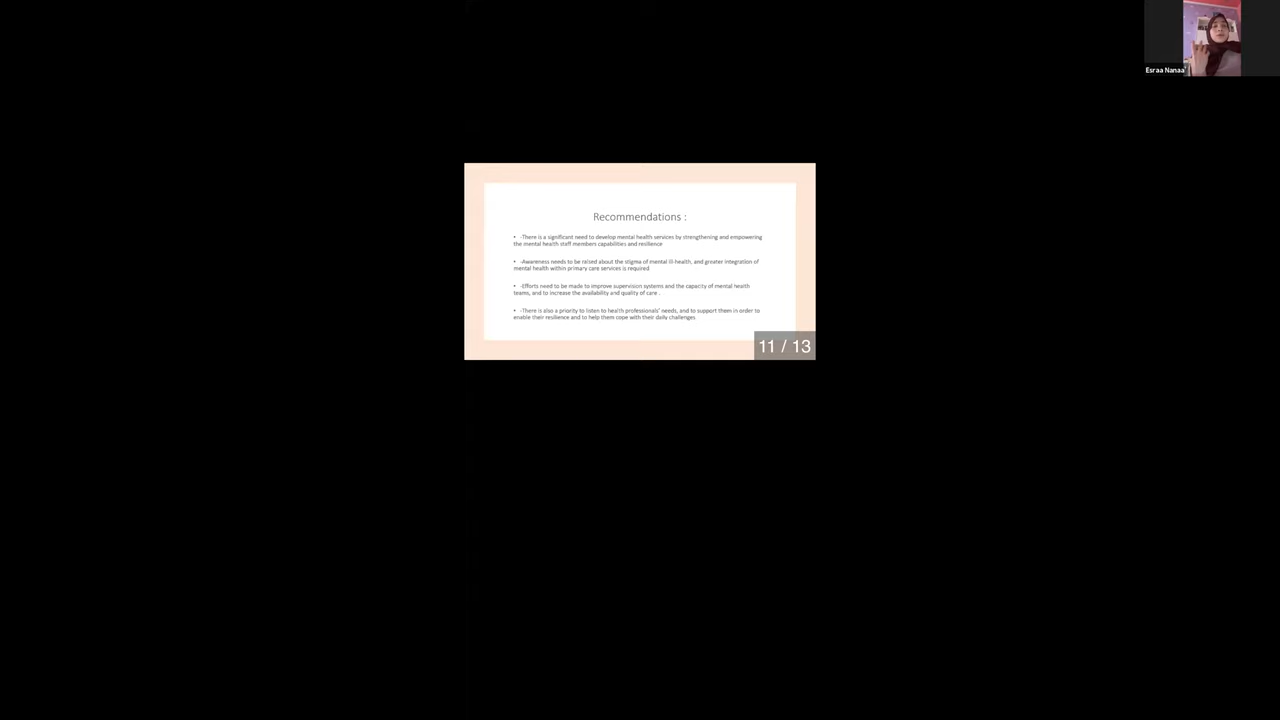 Esraa Nanaa'
Recommendations :
• -There is a significant need to develop mental health services by strengthening and empowering
the mental health staff members capabilities and resilience
• -Awareness needs to be raised about the stigma of mental ill-health, and greater integration of
mental health within primary care services is required
• -Efforts need to be made to improve supervision systems and the capacity of mental health
teams, and to increase the availability and quality of care .
• -There is also a priority to listen to health professionals' needs, and to support them in order to
enable their resilience and to help them cope with their daily challenges
11 / 13